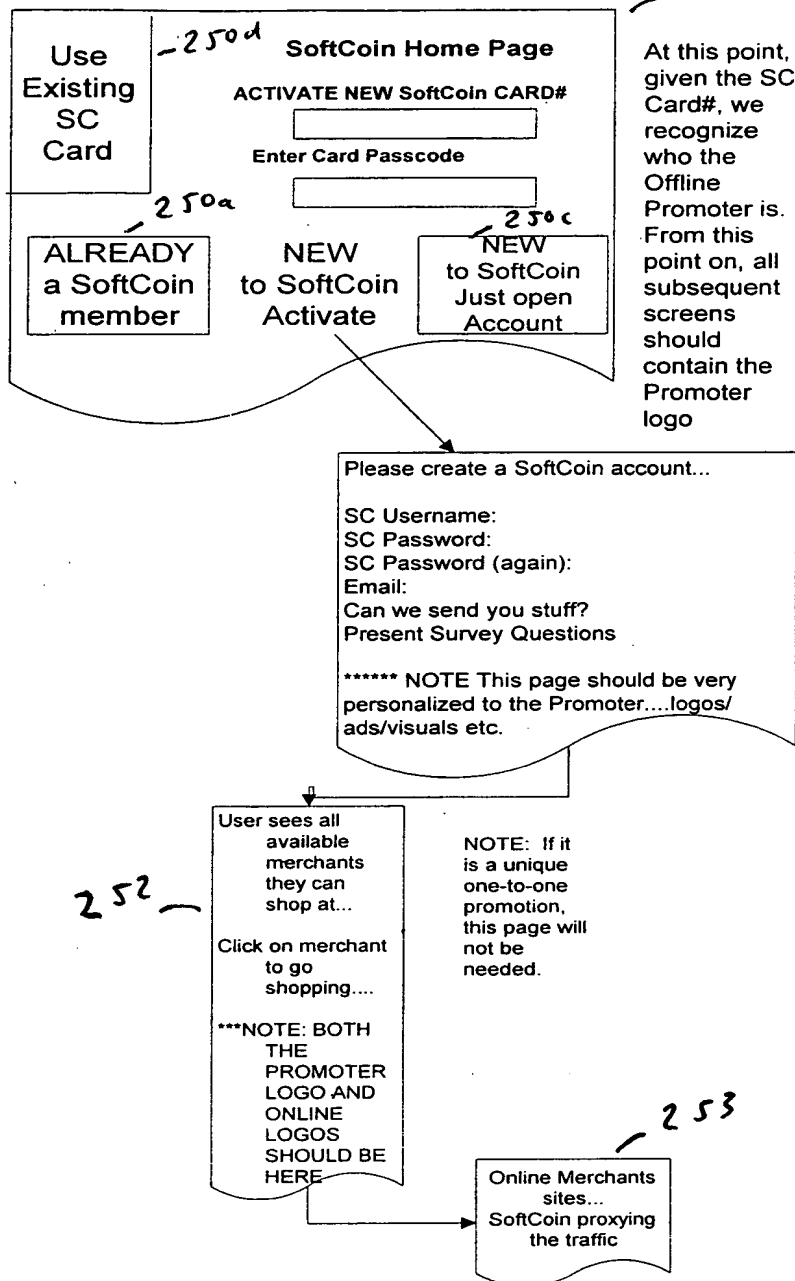 Use
Existing
SC
Card
250d
SoftCoin Home Page
ACTIVATE NEW SoftCoin CARD#
Enter Card Passcode
250a
ALREADY
a SoftCoin
member
NEW
to SoftCoin
Activate
250c
NEW
to SoftCoin
Just open
Account
At this point,
given the SC
Card#, we
recognize
who the
Offline
Promoter is.
From this
point on, all
subsequent
screens
should
contain the
Promoter
logo
Please create a SoftCoin account...
SC Username:
SC Password:
SC Password (again):
Email:
Can we send you stuff?
Present Survey Questions
****** NOTE This page should be very
personalized to the Promoter....logos/
ads/visuals etc.
252
User sees all
available
merchants
they can
shop at...
Click on merchant
to go
shopping....
***NOTE: BOTH
THE
PROMOTER
LOGO AND
ONLINE
LOGOS
SHOULD BE
HERE
NOTE: If it
is a unique
one-to-one
promotion,
this page will
not be
needed.
253
Online Merchants
sites...
SoftCoin proxying
the traffic